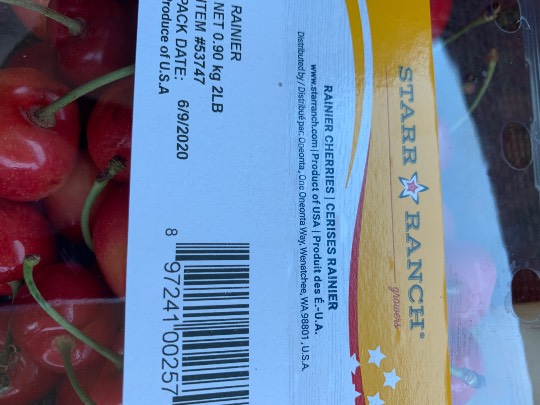 STARR RANCH®
growers
RAINIER CHERRIES | CERISES RAINIER
www.starranch.com | Product of USA | Produit des É.-U.A.
Distributed by / Distribué par: Oneonta, One Oneonta Way, Wenatchee, WA 98801, U.S.A.
RAINIER
NET 0.90 kg 2LB
ITEM #53747
PACK DATE: 6/9/2020
Produce of U.S.A
8 97241 00257